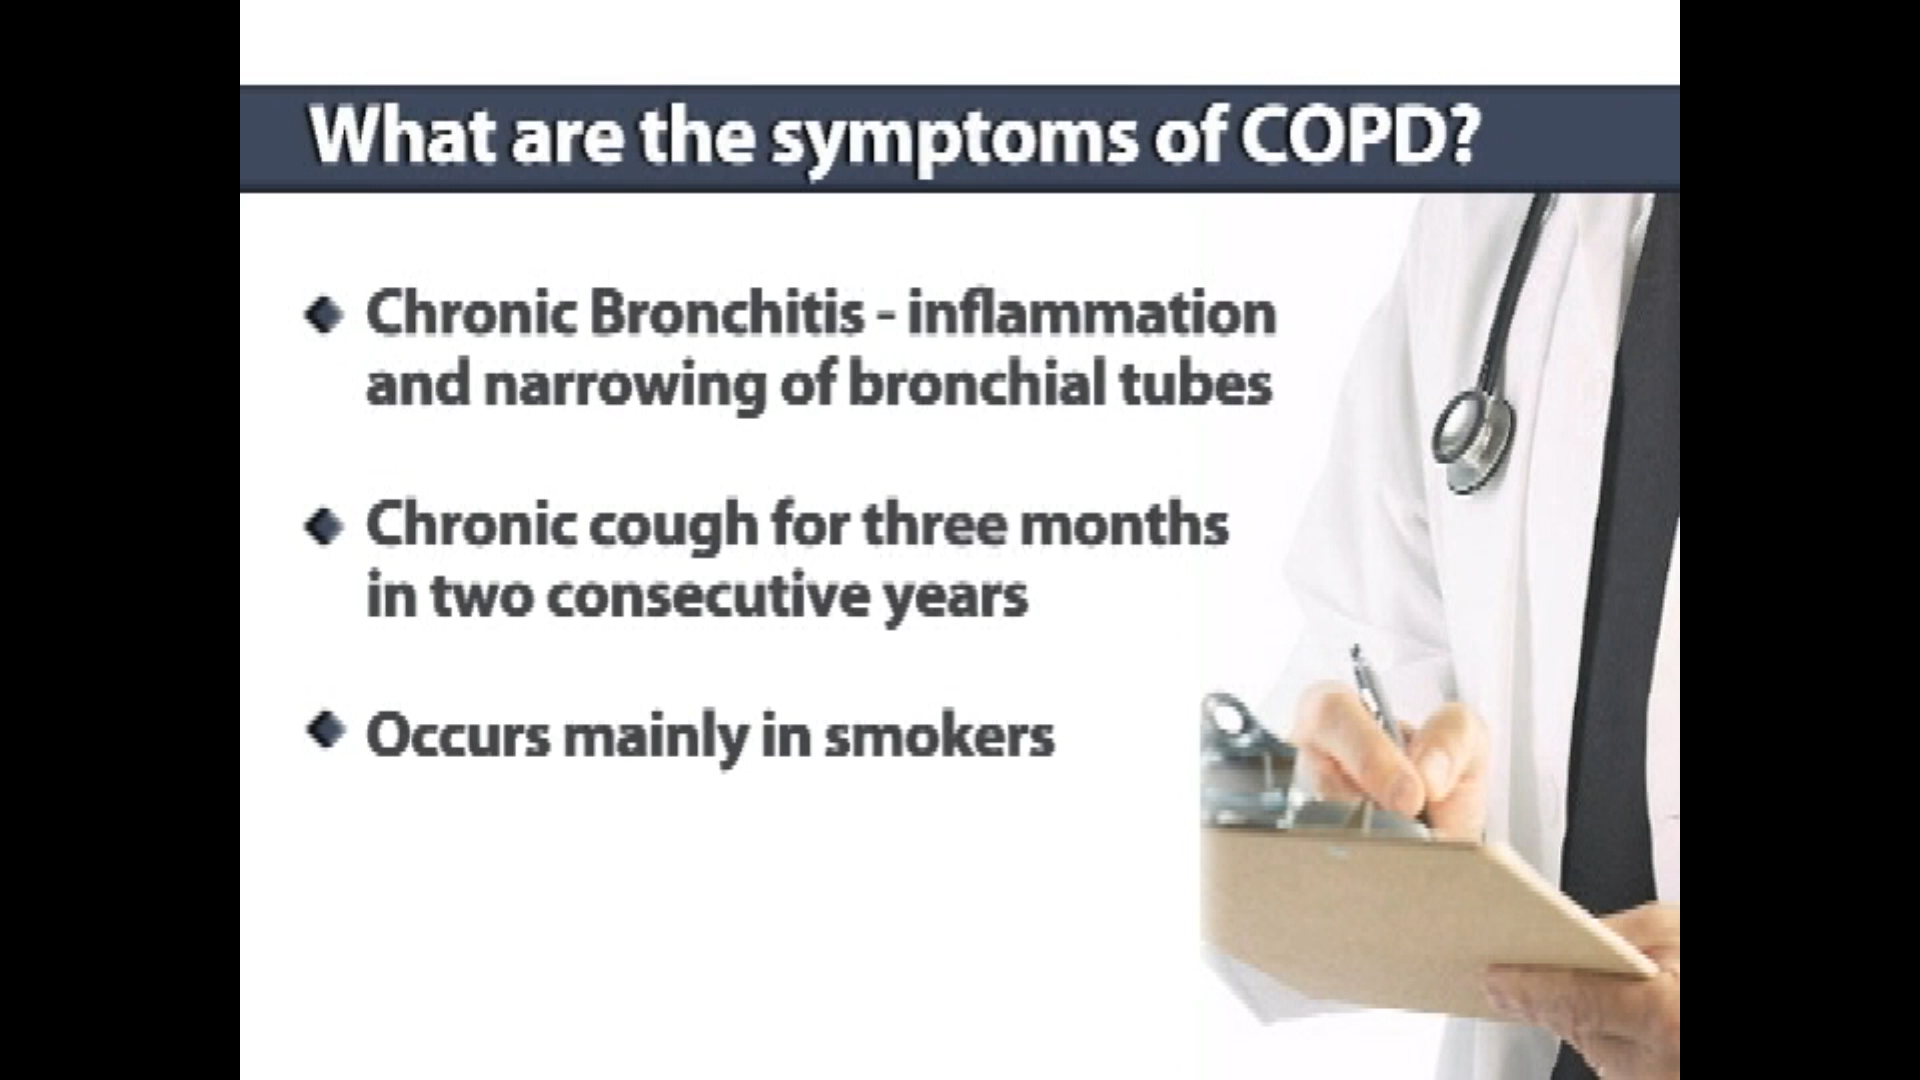 What are the symptoms of COPD?
Chronic Bronchitis - inflammation
and narrowing of bronchial tubes
Chronic cough for three months
in two consecutive years
Occurs mainly in smokers